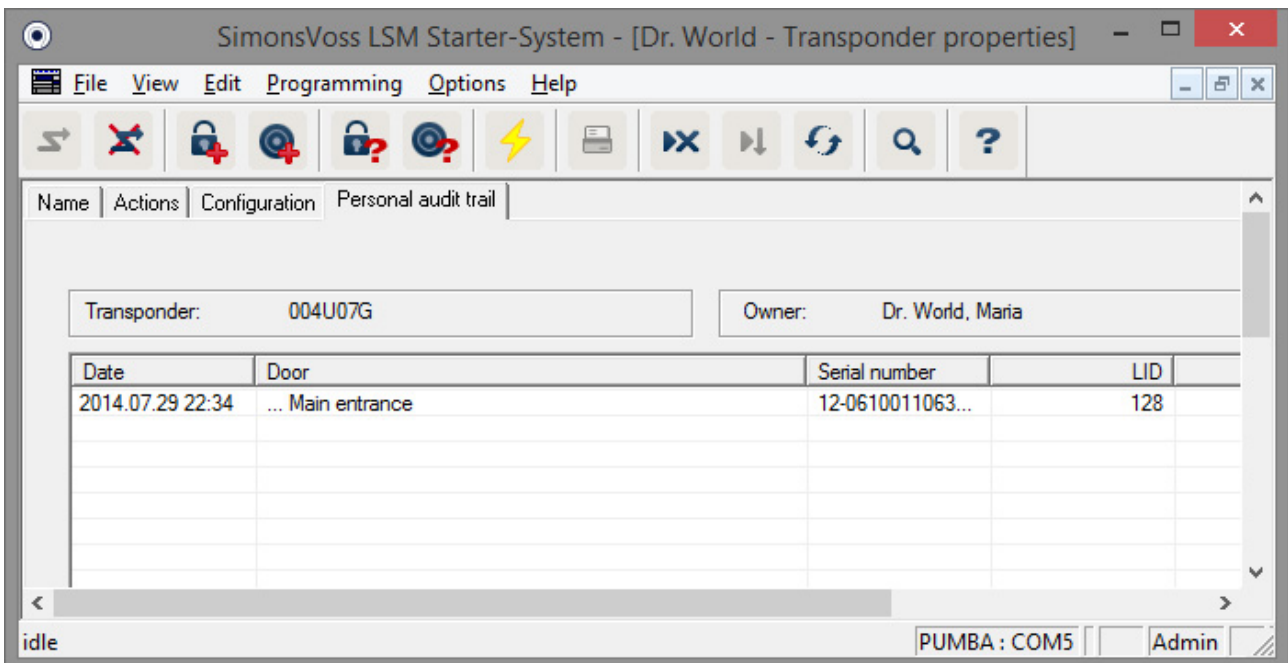 SimonsVoss LSM Starter-System - [Dr. World - Transponder properties]
File View Edit Programming Options Help
Name Actions Configuration Personal audit trail
Transponder: 004U07G Owner: Dr. World, Maria
Date Door Serial number LID
2014.07.29 22:34 ... Main entrance 12-0610011063... 128
idle PUMBA : COM5 Admin